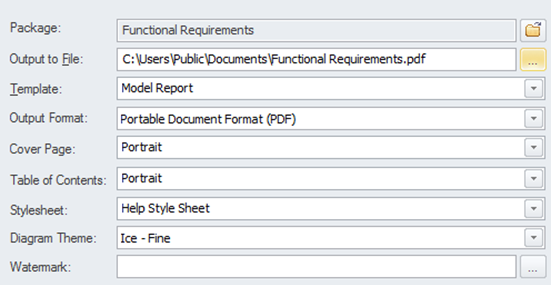 Package: Functional Requirements
Output to File: C:\Users\Public\Documents\Functional Requirements.pdf ...
Template: Model Report
Output Format: Portable Document Format (PDF)
Cover Page: Portrait
Table of Contents: Portrait
Stylesheet: Help Style Sheet
Diagram Theme: Ice - Fine
Watermark: ...